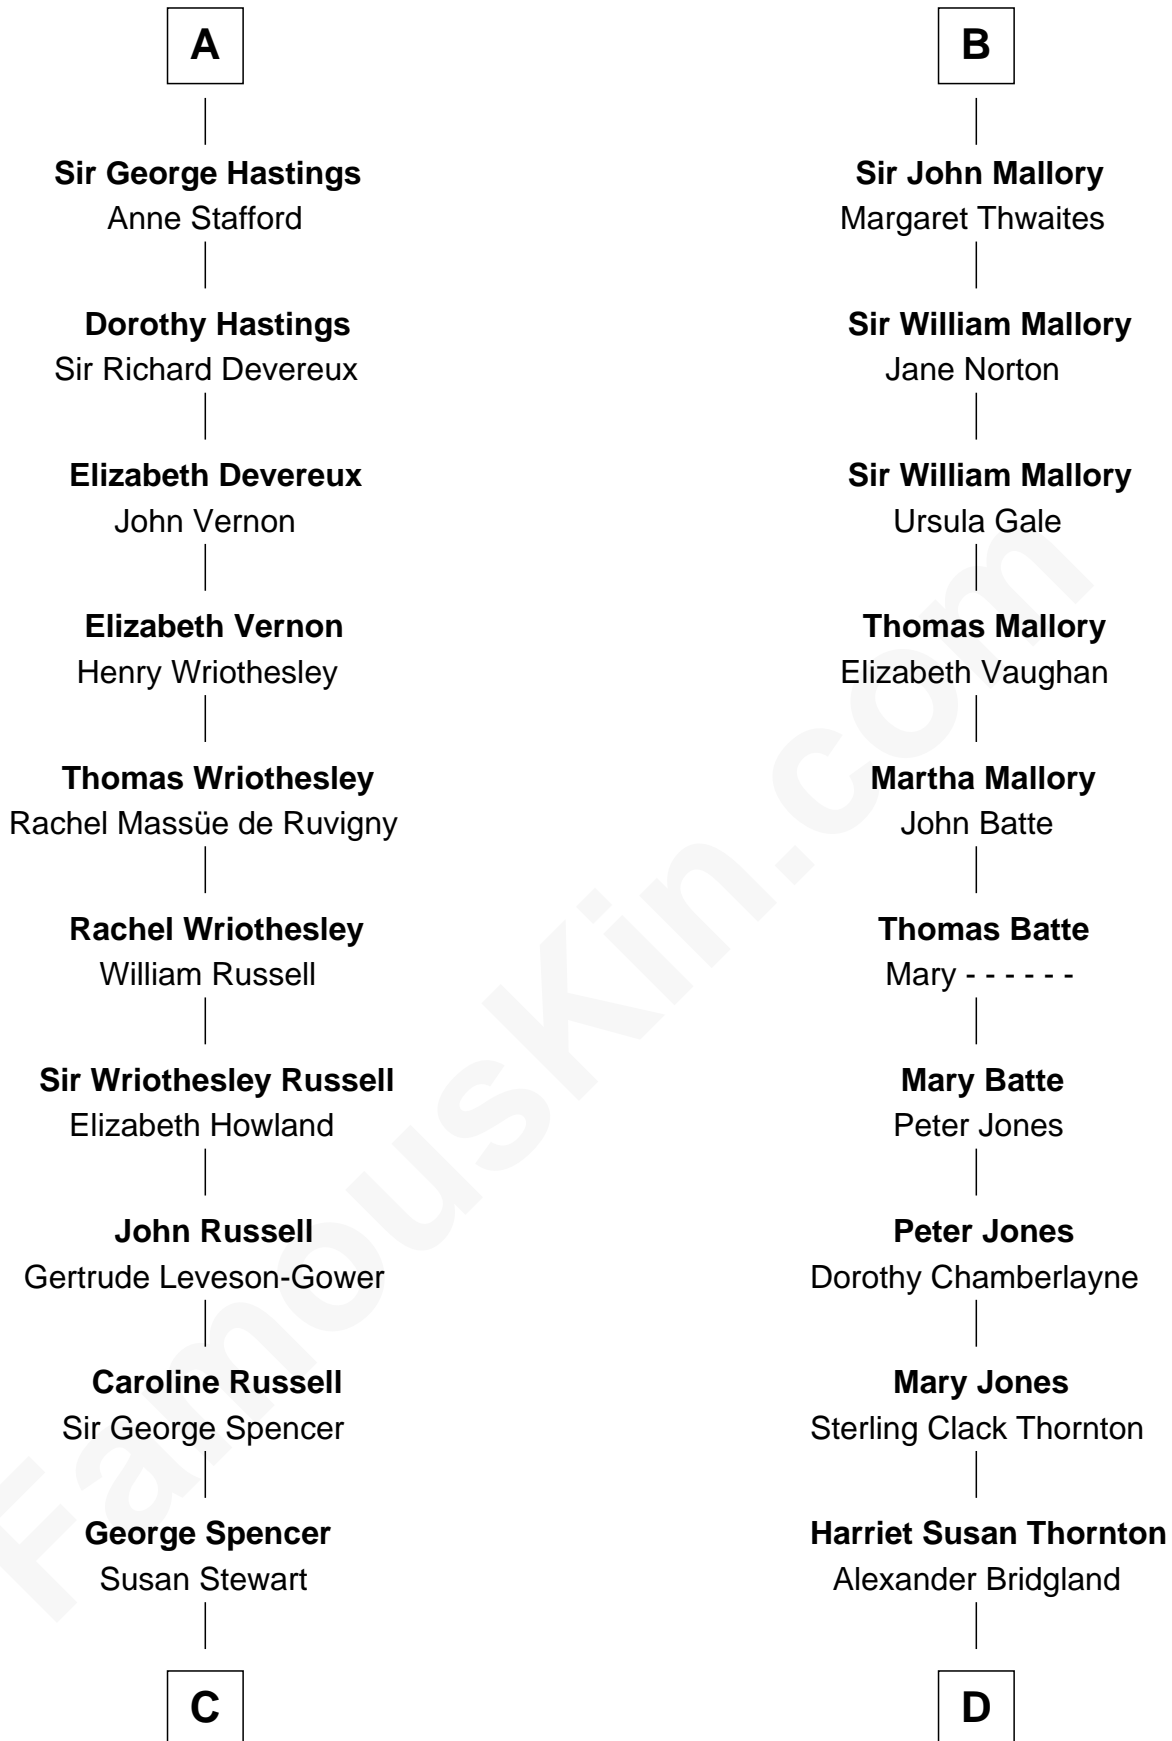 A
Sir George Hastings
Anne Stafford
Dorothy Hastings
Sir Richard Devereux
Elizabeth Devereux
John Vernon
Elizabeth Vernon
Henry Wriothesley
Thomas Wriothesley
Rachel Massüe de Ruvigny
Rachel Wriothesley
William Russell
Sir Wriothesley Russell
Elizabeth Howland
John Russell
Gertrude Leveson-Gower
Caroline Russell
Sir George Spencer
George Spencer
Susan Stewart
C
B
Sir John Mallory
Margaret Thwaites
Sir William Mallory
Jane Norton
Sir William Mallory
Ursula Gale
Thomas Mallory
Elizabeth Vaughan
Martha Mallory
John Batte
Thomas Batte
Mary - - - - - -
Mary Batte
Peter Jones
Peter Jones
Dorothy Chamberlayne
Mary Jones
Sterling Clack Thornton
Harriet Susan Thornton
Alexander Bridgland
D
FamousKin.com